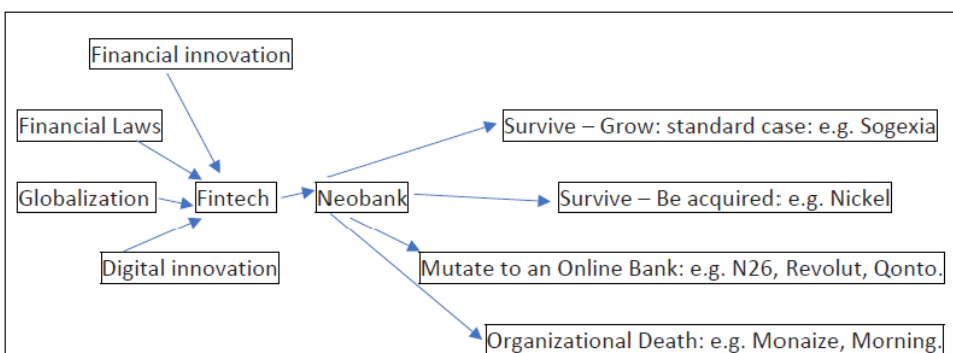 Financial innovation
Financial Laws
Survive – Grow: standard case: e.g. Sogexia
Globalization
Fintech
Neobank
Survive – Be acquired: e.g. Nickel
Digital innovation
Mutate to an Online Bank: e.g. N26, Revolut, Qonto.
Organizational Death: e.g. Monaize, Morning.